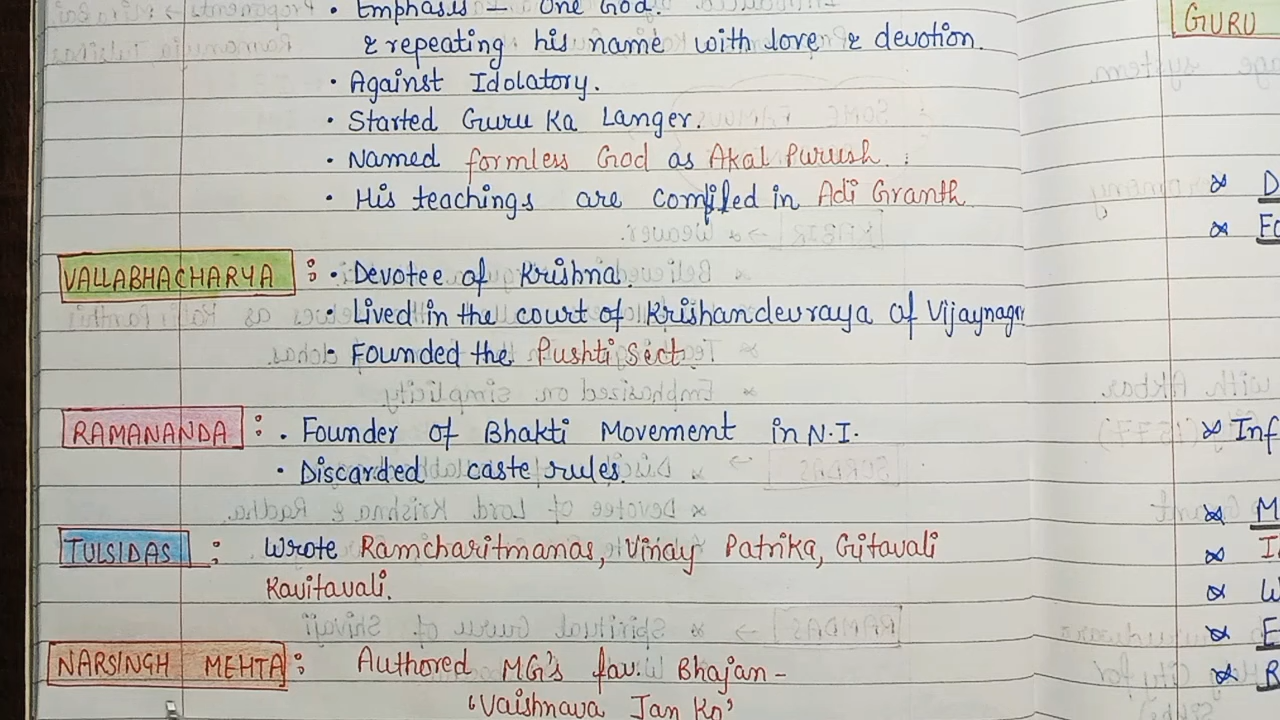 • Emphasis – One God.
& repeating his name with love & devotion.
• Against Idolatory.
• Started Guru Ka Langer.
• Named formless God as Akal Purush.
• His teachings are compiled in Adi Granth
VALLABHACHARYA : • Devotee of Krishna.
• Lived in the court of Krishandevraya of Vijaynagr
• Founded the Pushti Sect.
RAMANANDA : • Founder of Bhakti Movement in N.I.
• Discarded caste rules.
TULSIDAS : Wrote Ramcharitmanas, Vinay Patrika, Gitavali
Kavitavali.
NARSINGH MEHTA : Authored MG's fav. Bhajan –
'Vaishnava Jan Ko'
GURU
D
Fo
Inf
M
I
W
E
B